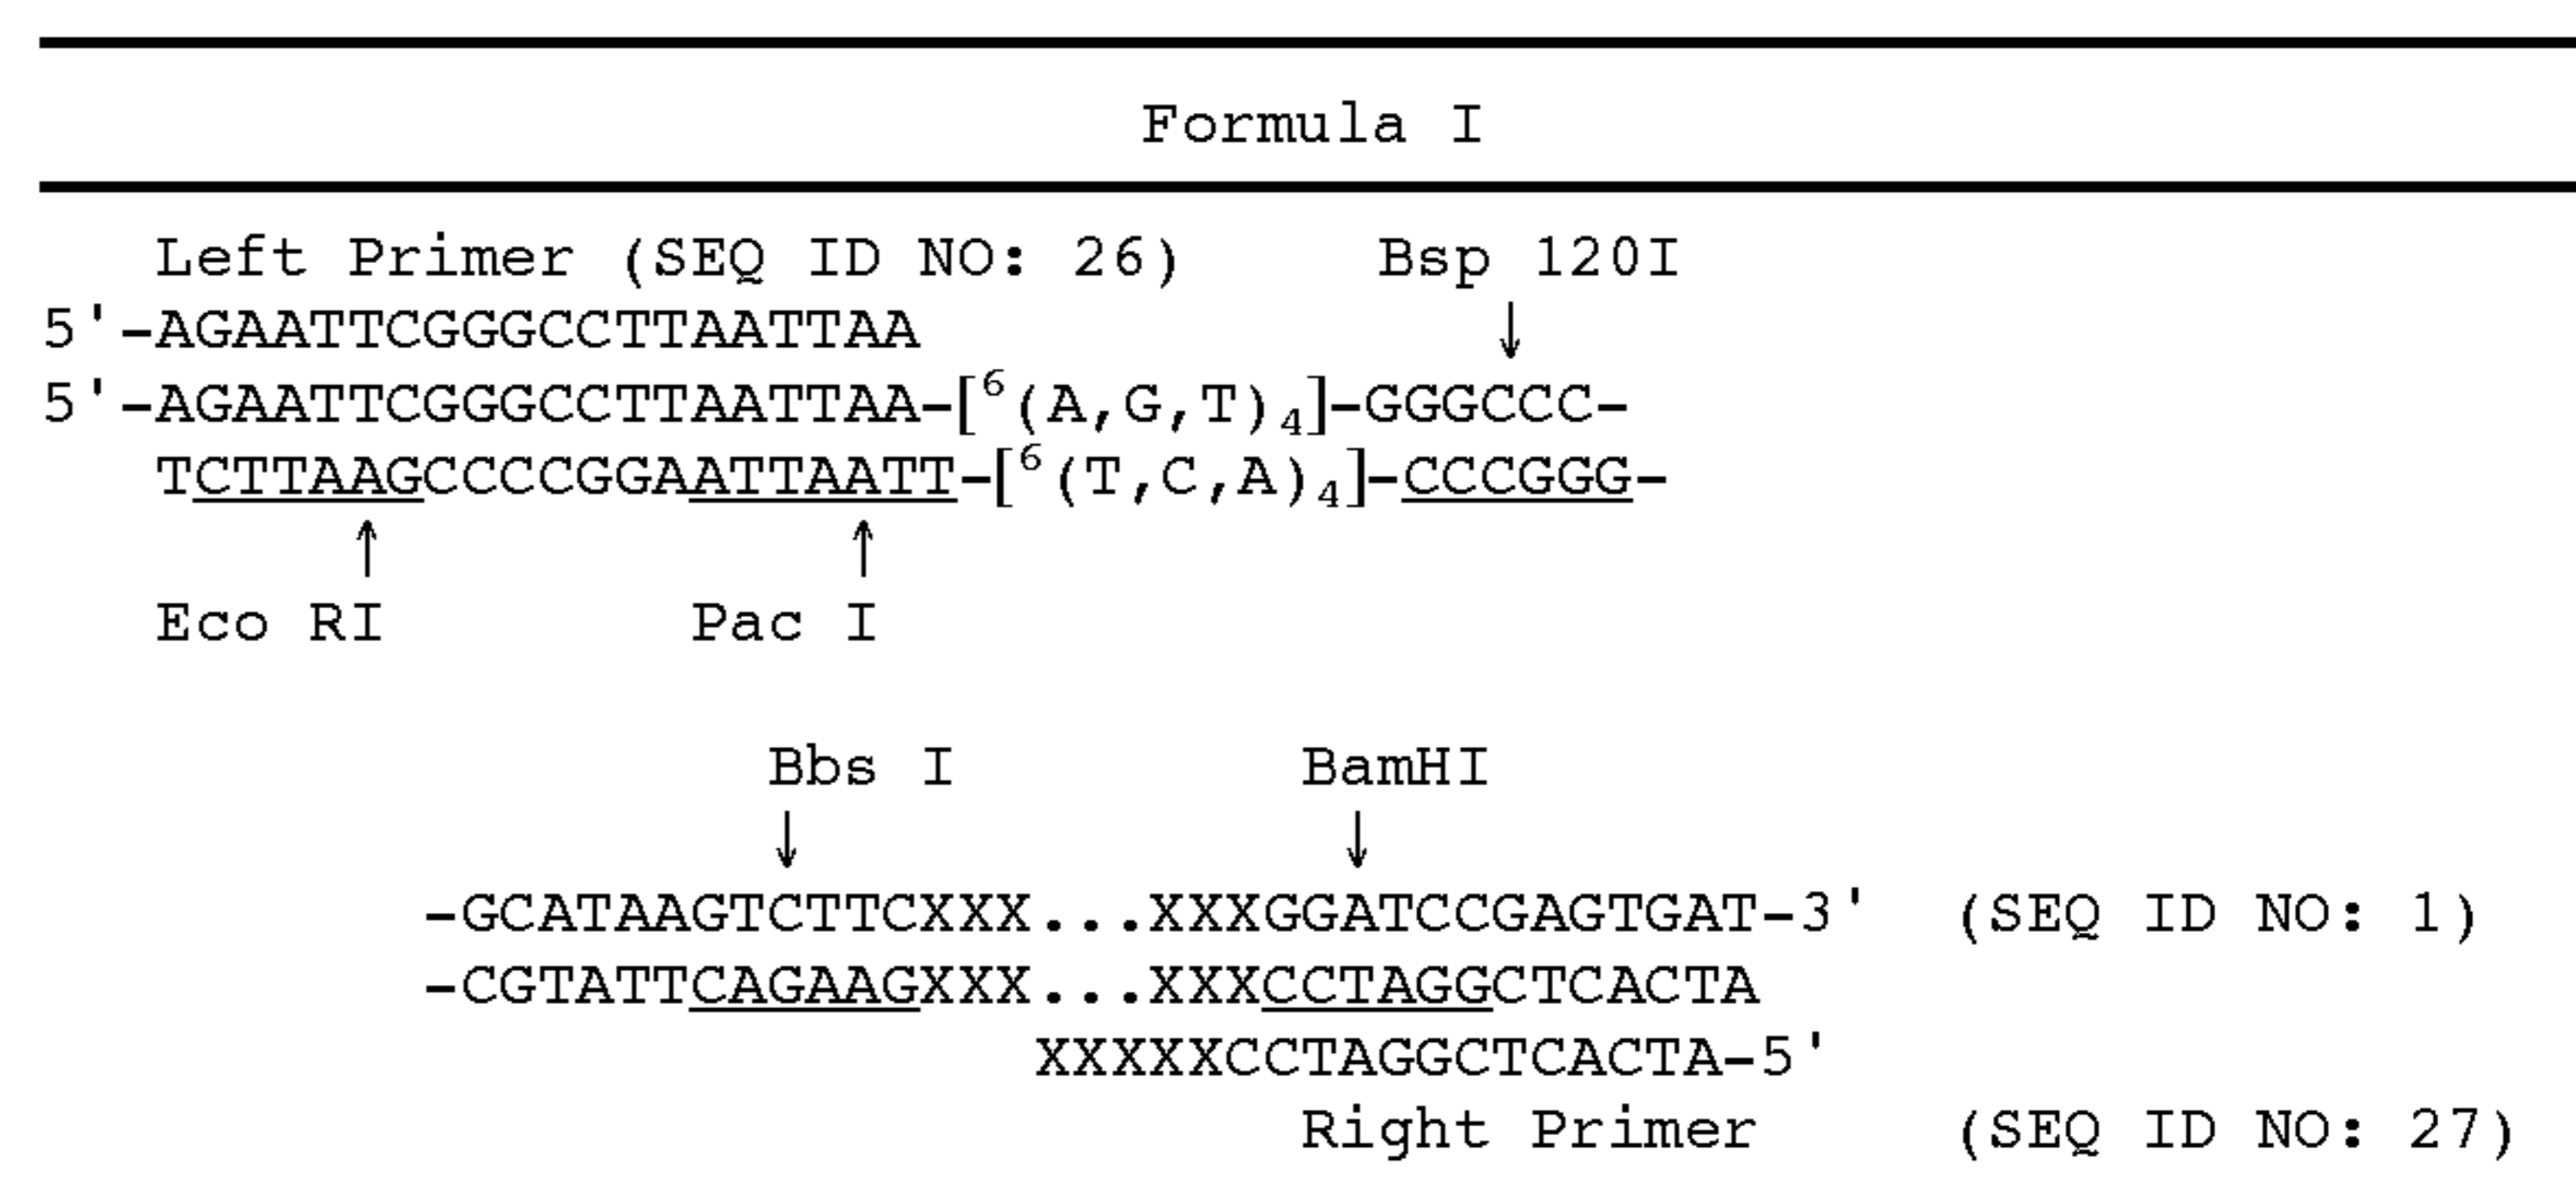 Formula I
Left Primer (SEQ ID NO: 26) Bsp 120I
↓
5'-AGAATTCGGGCCTTAATTAA
5'-AGAATTCGGGCCTTAATTAA-[⁶(A,G,T)₄]-GGGCCC-
TCTTAAGCCCCGGAATTAATT-[⁶(T,C,A)₄]-CCCGGG-
↑ ↑
Eco RI Pac I
Bbs I BamHI
↓ ↓
-GCATAAGTCTTCXXX...XXXGGATCCGAGTGAT-3' (SEQ ID NO: 1)
-CGTATTCAGAAGXXX...XXXCCTAGGCTCACTA
XXXXXCCTAGGCTCACTA-5'
Right Primer (SEQ ID NO: 27)